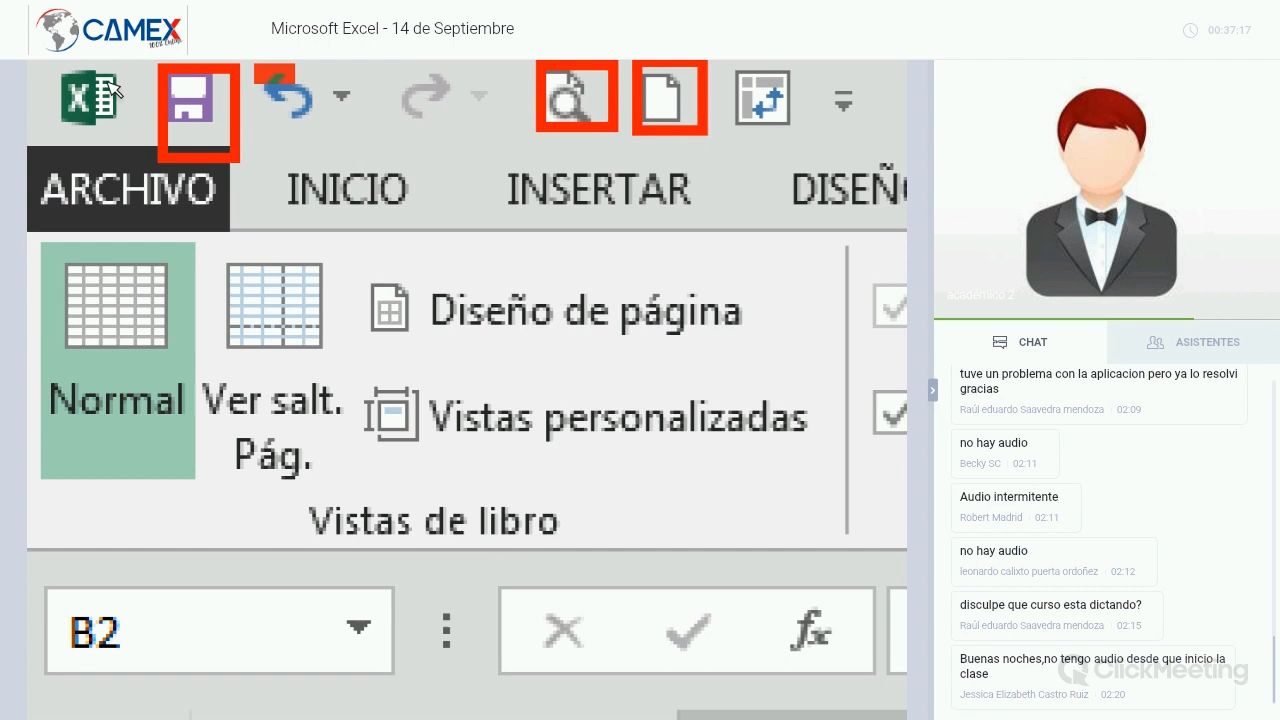 CAMEX
100% Online
Microsoft Excel - 14 de Septiembre
00:37:17
ARCHIVO
INICIO
INSERTAR
DISEÑ
Normal
Ver salt.
Pág.
Diseño de página
Vistas personalizadas
Vistas de libro
B2
fx
académico 2
CHAT
ASISTENTES
tuve un problema con la aplicacion pero ya lo resolvi
gracias
Raúl eduardo Saavedra mendoza 02:09
no hay audio
Becky SC 02:11
Audio intermitente
Robert Madrid 02:11
no hay audio
leonardo calixto puerta ordoñez 02:12
disculpe que curso esta dictando?
Raúl eduardo Saavedra mendoza 02:15
Buenas noches,no tengo audio desde que inicio la
clase
Jessica Elizabeth Castro Ruiz 02:20
ClickMeeting